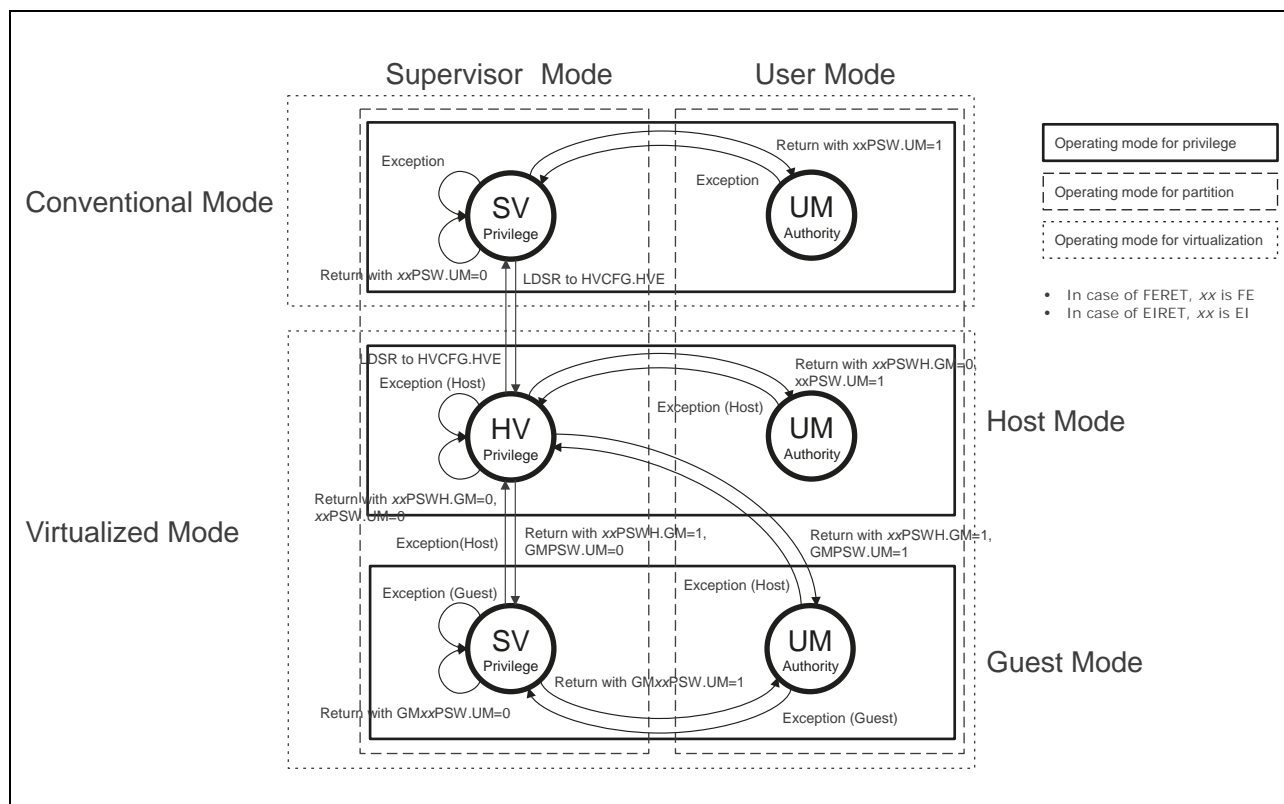 Supervisor Mode
User Mode
Conventional Mode
Exception
SV
Privilege
Return with xxPSW.UM=0
Return with xxPSW.UM=1
Exception
UM
Authority
LDSR to HVCFG.HVE
Operating mode for privilege
Operating mode for partition
Operating mode for virtualization
• In case of FERET, xx is FE
• In case of EIRET, xx is EI
Virtualized Mode
LDSR to HVCFG.HVE
Exception (Host)
HV
Privilege
Return with xxPSWH.GM=0,
xxPSW.UM=0
Return with xxPSWH.GM=0,
xxPSW.UM=1
Exception (Host)
UM
Authority
Host Mode
Exception(Host)
Return with xxPSWH.GM=1,
GMPSW.UM=0
Return with xxPSWH.GM=1,
GMPSW.UM=1
Exception (Guest)
Exception (Host)
SV
Privilege
UM
Authority
Guest Mode
Return with GMxxPSW.UM=1
Return with GMxxPSW.UM=0
Exception (Guest)